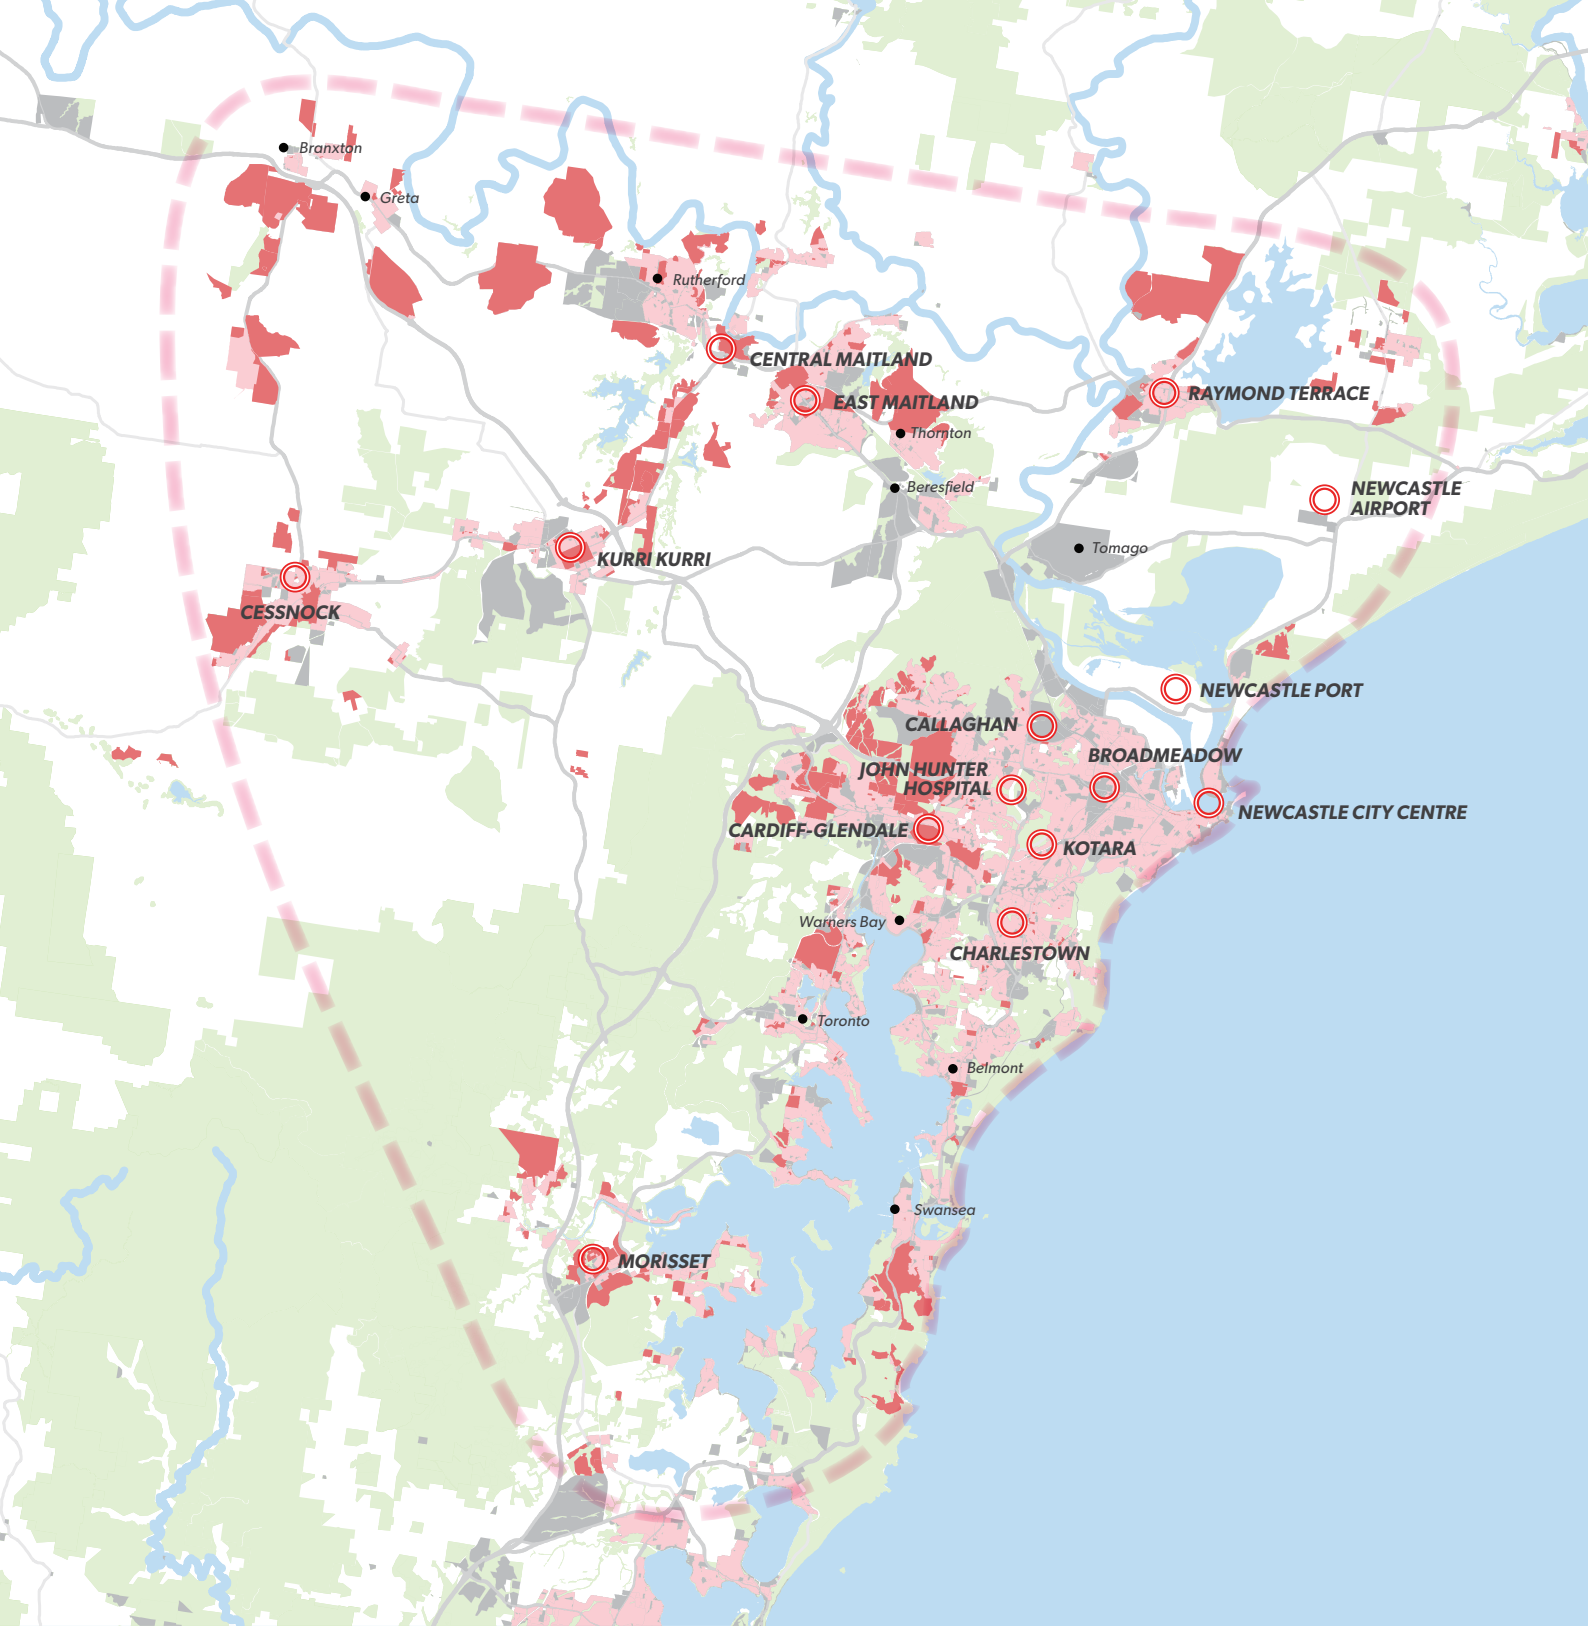 Branxton
Greta
Rutherford
CENTRAL MAITLAND
EAST MAITLAND
RAYMOND TERRACE
Thornton
Beresfield
NEWCASTLE
AIRPORT
Tomago
KURRI KURRI
CESSNOCK
NEWCASTLE PORT
CALLAGHAN
BROADMEADOW
JOHN HUNTER
HOSPITAL
NEWCASTLE CITY CENTRE
CARDIFF-GLENDALE
KOTARA
Warners Bay
CHARLESTOWN
Toronto
Belmont
Swansea
MORISSET